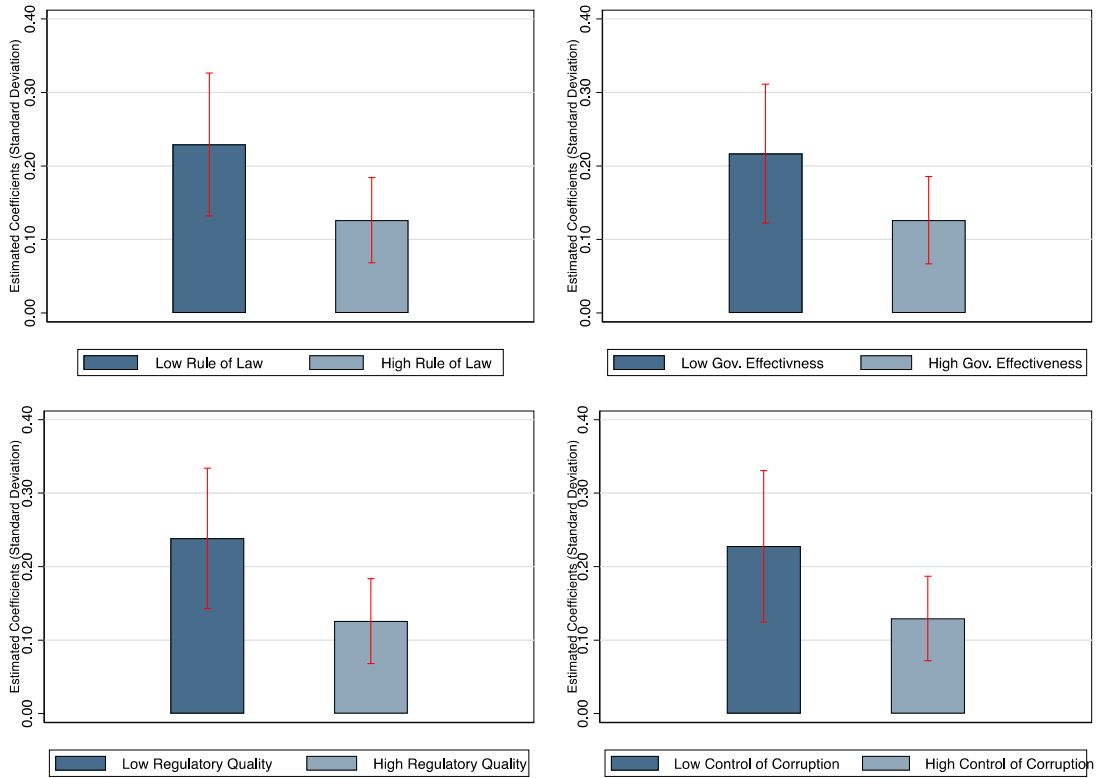 Estimated Coefficients (Standard Deviation)
0.40
0.30
0.20
0.10
0.00
Low Rule of Law High Rule of Law
Estimated Coefficients (Standard Deviation)
0.40
0.30
0.20
0.10
0.00
Low Gov. Effectivness High Gov. Effectiveness
Estimated Coefficients (Standard Deviation)
0.40
0.30
0.20
0.10
0.00
Low Regulatory Quality High Regulatory Quality
Estimated Coefficients (Standard Deviation)
0.40
0.30
0.20
0.10
0.00
Low Control of Corruption High Control of Corruption